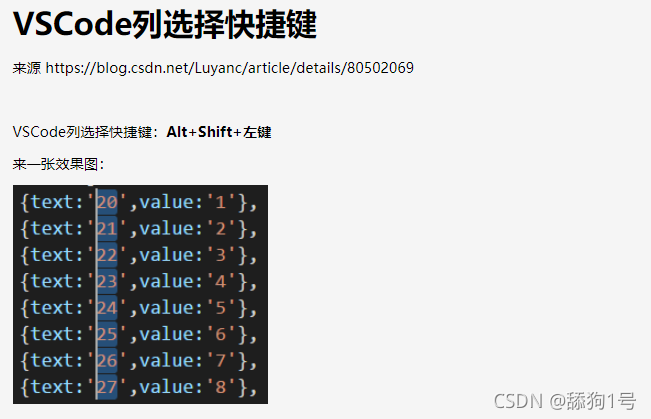 VSCode列选择快捷键
来源 https://blog.csdn.net/Luyanc/article/details/80502069
VSCode列选择快捷键：Alt+Shift+左键
来一张效果图：
{text:'20',value:'1'},
{text:'21',value:'2'},
{text:'22',value:'3'},
{text:'23',value:'4'},
{text:'24',value:'5'},
{text:'25',value:'6'},
{text:'26',value:'7'},
{text:'27',value:'8'},
CSDN @舔狗1号